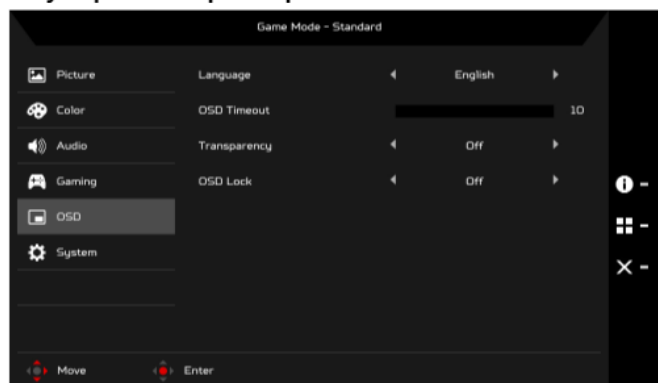 Game Mode - Standard
Picture
Language English
Color
OSD Timeout 10
Audio
Transparency Off
Gaming
OSD Lock Off
OSD
System
Move Enter